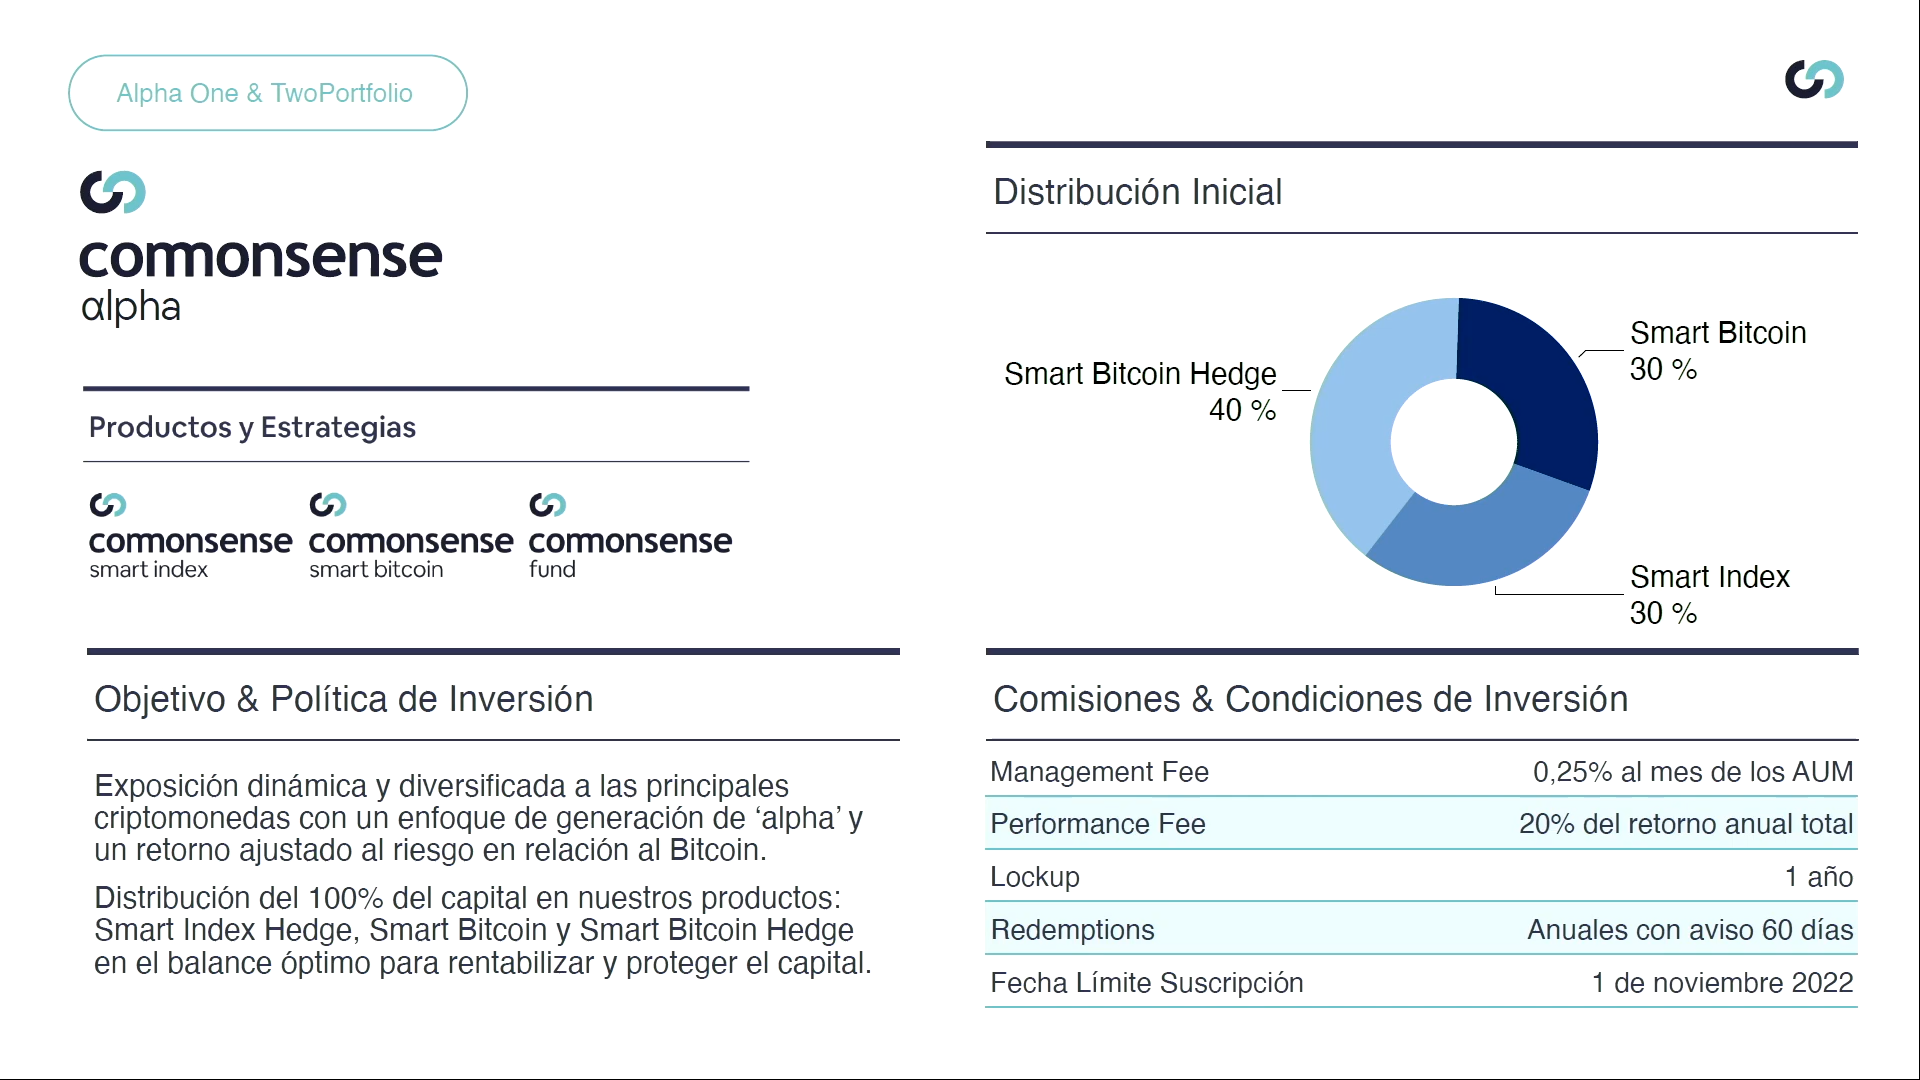 Alpha One & TwoPortfolio
commonsense
αlpha
Productos y Estrategias
commonsense
smart index
commonsense
smart bitcoin
commonsense
fund
Objetivo & Política de Inversión
Exposición dinámica y diversificada a las principales
criptomonedas con un enfoque de generación de ‘alpha’ y
un retorno ajustado al riesgo en relación al Bitcoin.
Distribución del 100% del capital en nuestros productos:
Smart Index Hedge, Smart Bitcoin y Smart Bitcoin Hedge
en el balance óptimo para rentabilizar y proteger el capital.
Distribución Inicial
Smart Bitcoin Hedge
40 %
Smart Bitcoin
30 %
Smart Index
30 %
Comisiones & Condiciones de Inversión
Management Fee 0,25% al mes de los AUM
Performance Fee 20% del retorno anual total
Lockup 1 año
Redemptions Anuales con aviso 60 días
Fecha Límite Suscripción 1 de noviembre 2022